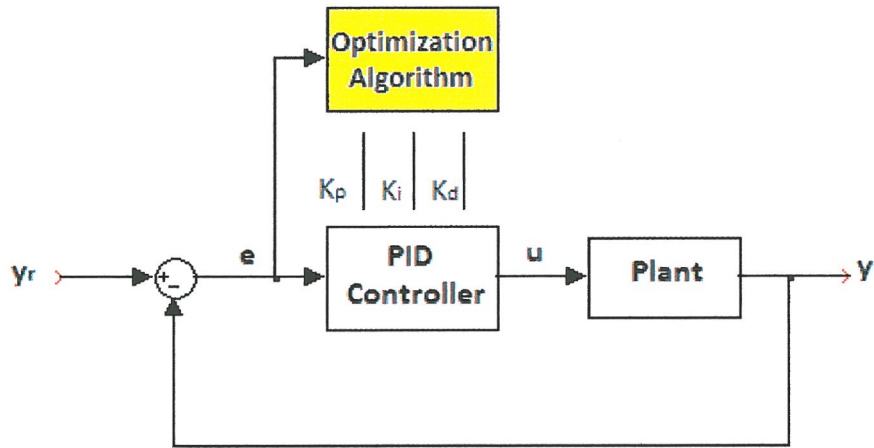 Optimization
Algorithm
Kp Ki Kd
yr
+
-
e
PID
Controller
u
Plant
y